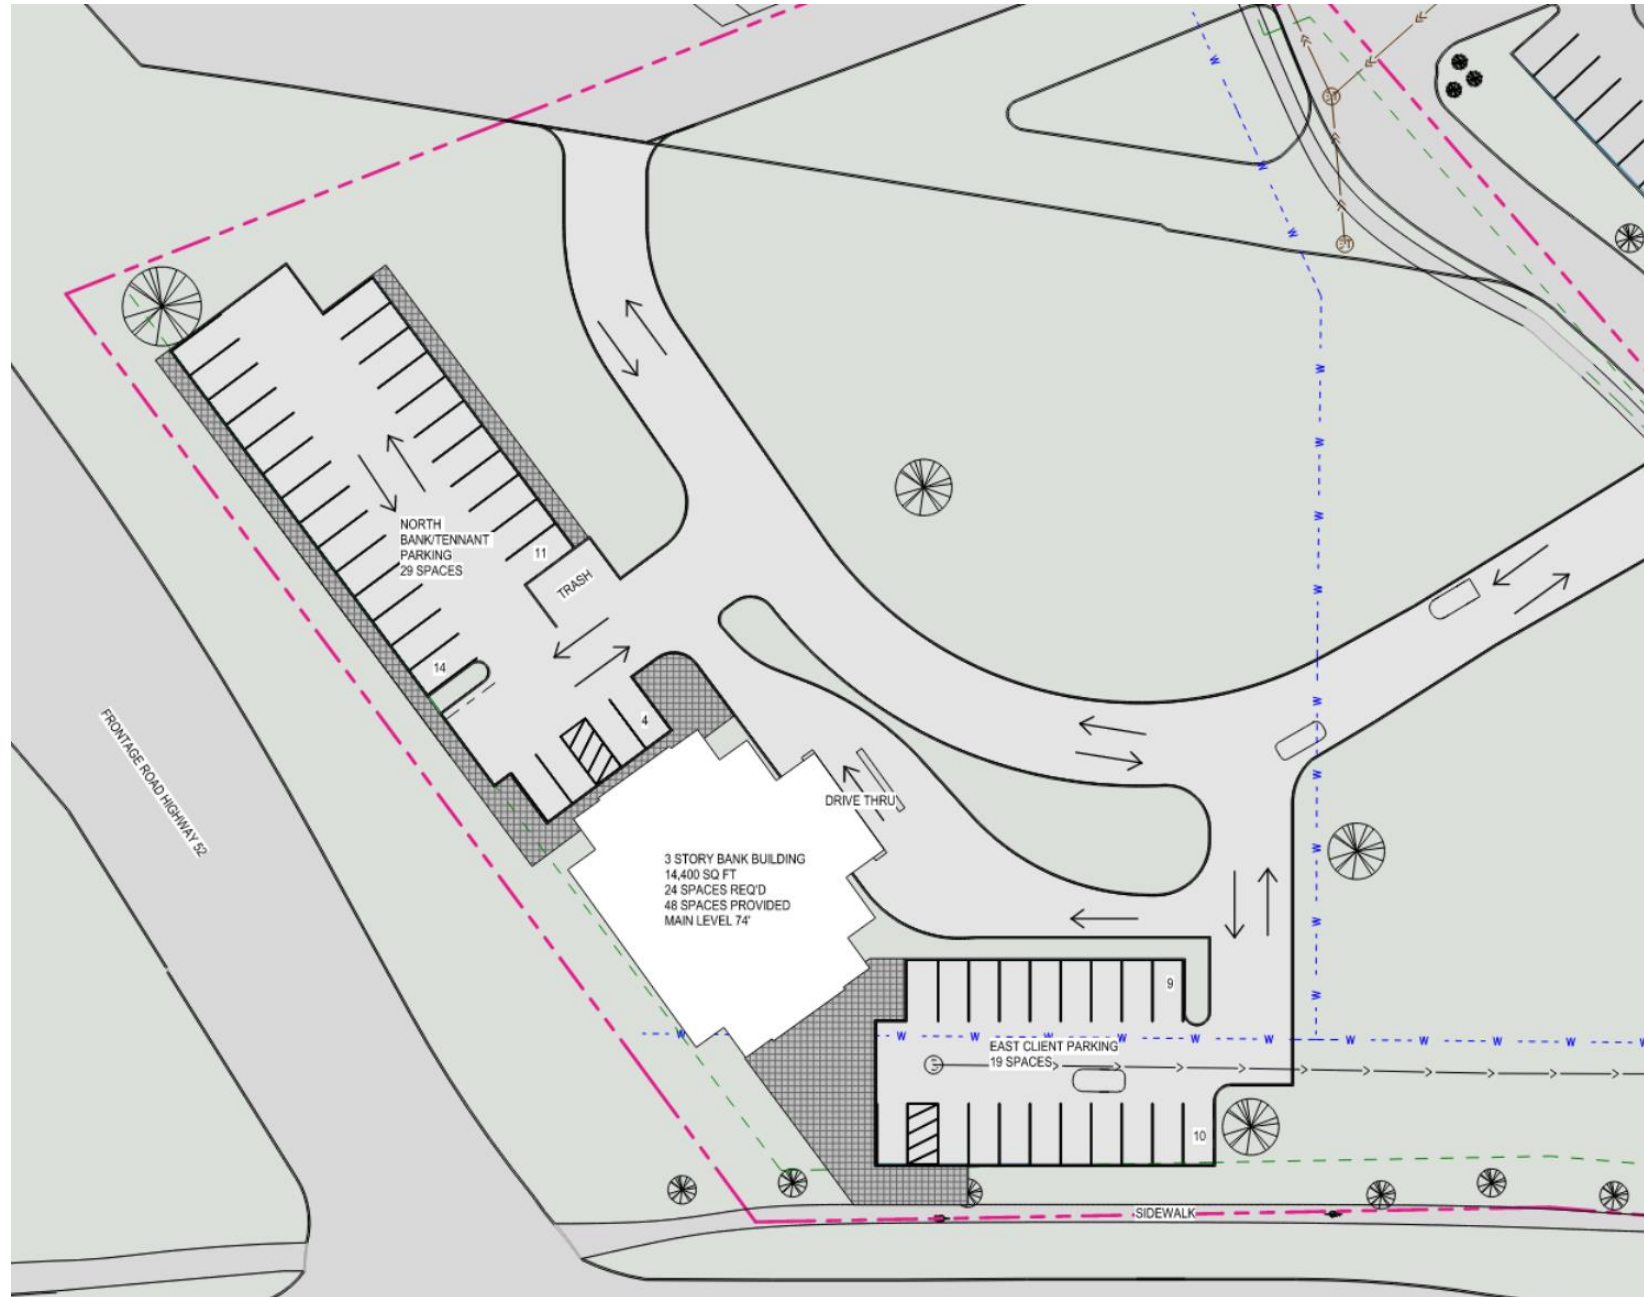 NORTH
BANK/TENNANT
PARKING
29 SPACES
11
TRASH
14
4
FRONTAGE ROAD HIGHWAY 52
DRIVE THRU
3 STORY BANK BUILDING
14,400 SQ FT
24 SPACES REQ'D
48 SPACES PROVIDED
MAIN LEVEL 74'
9
EAST CLIENT PARKING
19 SPACES
10
SIDEWALK
W
W
W
W
W
W
W
W
W
W
W
W
W
W W W W W W W W W W W